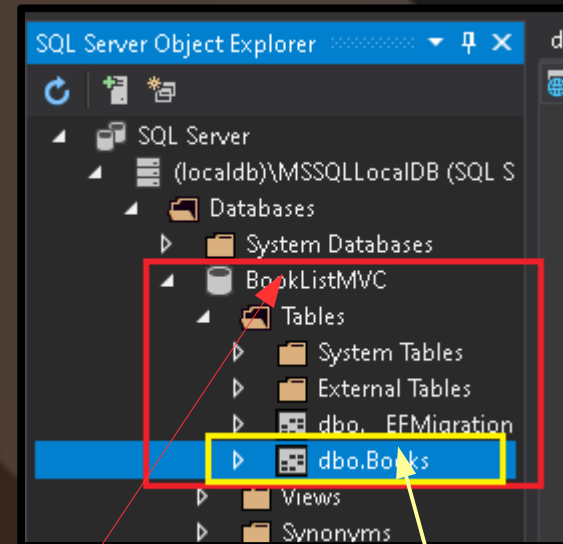 SQL Server Object Explorer
d
SQL Server
(localdb)\MSSQLLocalDB (SQL S
Databases
System Databases
BookListMVC
Tables
System Tables
External Tables
dbo.__EFMigration
dbo.Books
Views
Synonyms